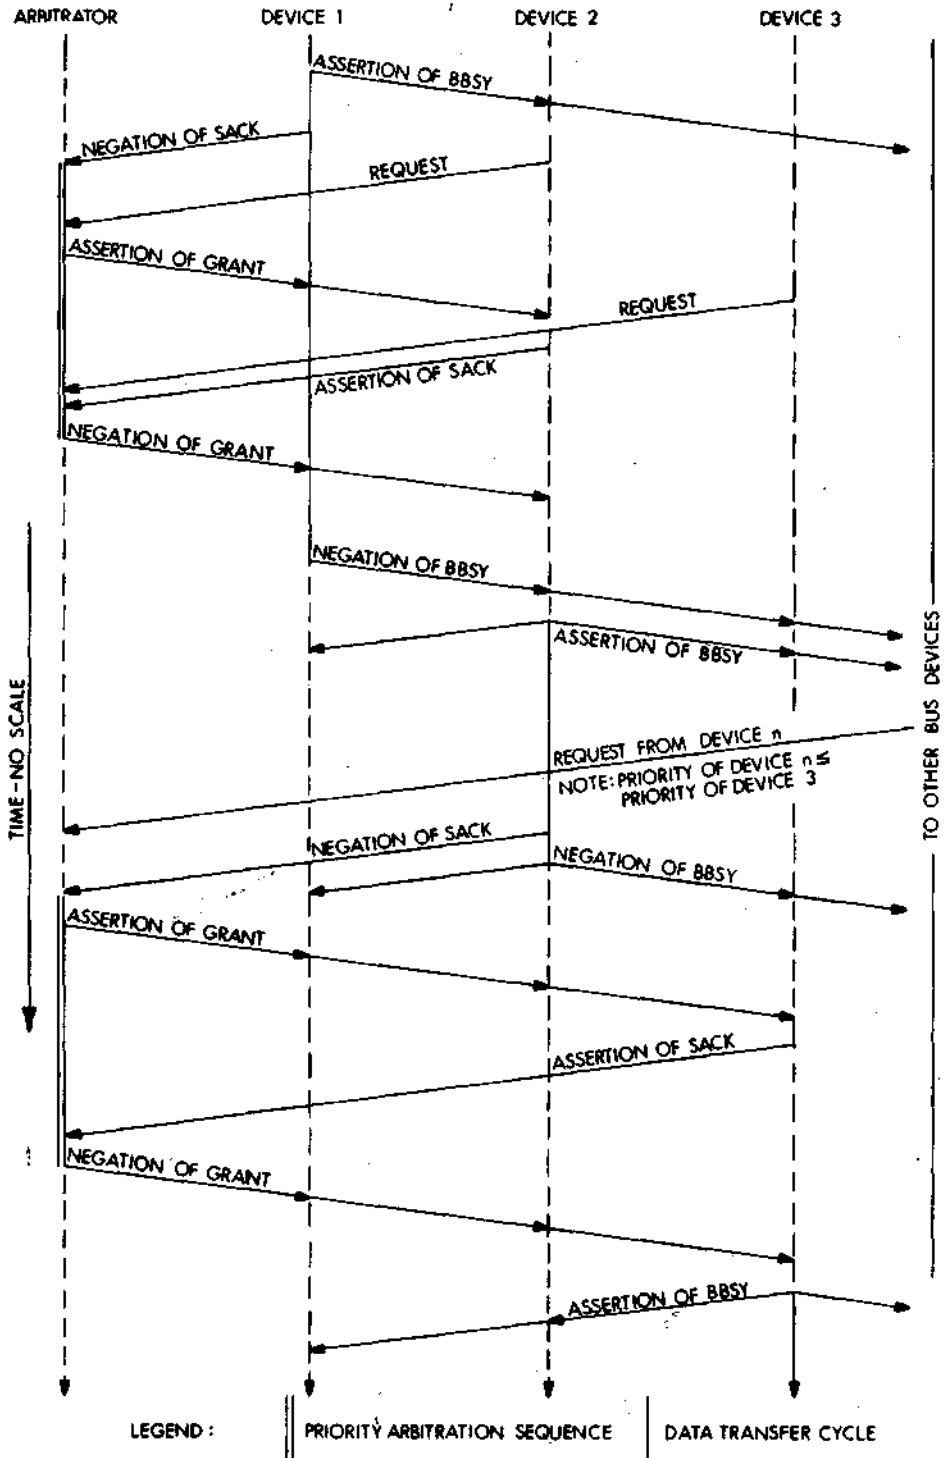 ARBITRATOR DEVICE 1 DEVICE 2 DEVICE 3
ASSERTION OF BBSY
NEGATION OF SACK
REQUEST
ASSERTION OF GRANT
REQUEST
ASSERTION OF SACK
NEGATION OF GRANT
NEGATION OF BBSY
ASSERTION OF BBSY
REQUEST FROM DEVICE n
NOTE: PRIORITY OF DEVICE n ≤
PRIORITY OF DEVICE 3
NEGATION OF SACK
NEGATION OF BBSY
ASSERTION OF GRANT
ASSERTION OF SACK
NEGATION OF GRANT
ASSERTION OF BBSY
TIME-NO SCALE
TO OTHER BUS DEVICES
LEGEND: PRIORITY ARBITRATION SEQUENCE DATA TRANSFER CYCLE